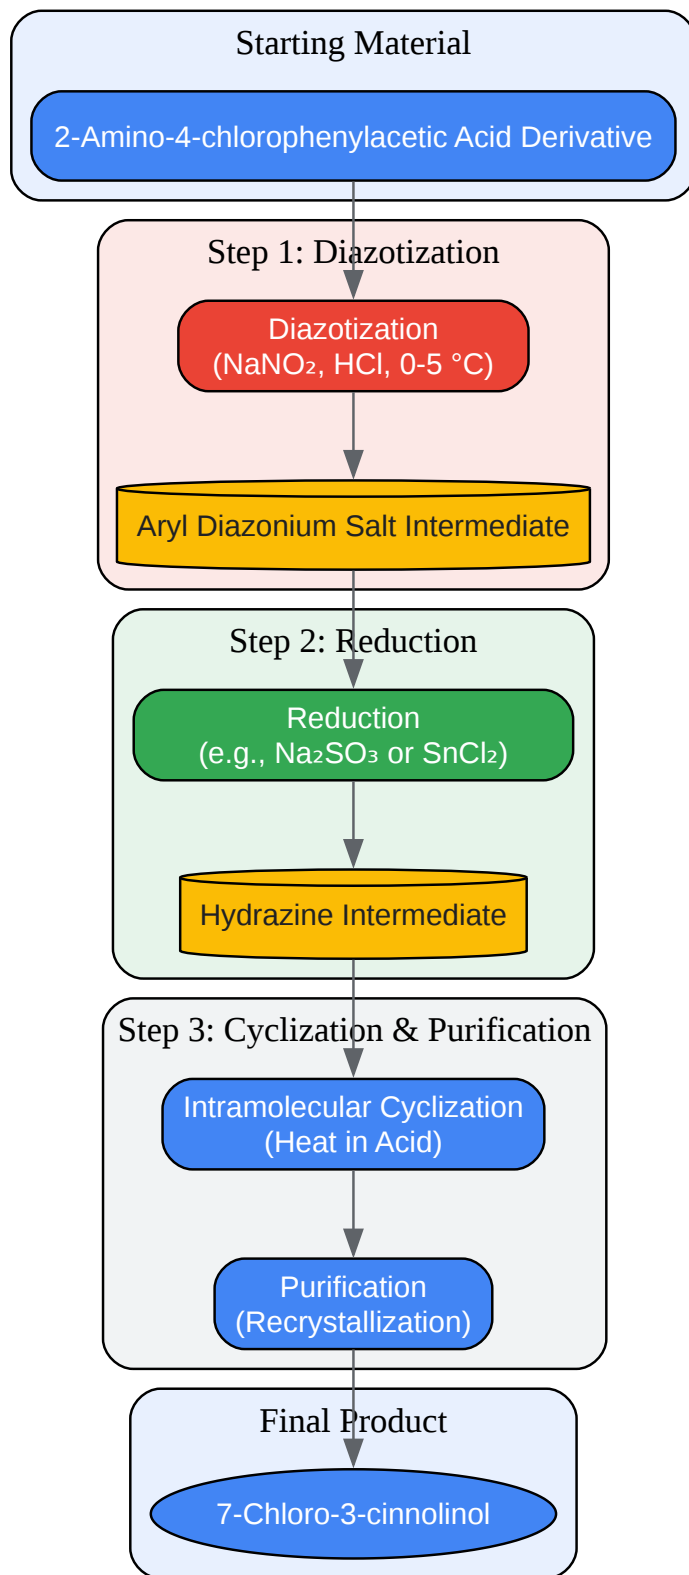 Starting Material
2-Amino-4-chlorophenylacetic Acid Derivative
Step 1: Diazotization
Diazotization
(NaNO₂, HCl, 0-5 °C)
Aryl Diazonium Salt Intermediate
Step 2: Reduction
Reduction
(e.g., Na₂SO₃ or SnCl₂)
Hydrazine Intermediate
Step 3: Cyclization & Purification
Intramolecular Cyclization
(Heat in Acid)
Purification
(Recrystallization)
Final Product
7-Chloro-3-cinnolinol